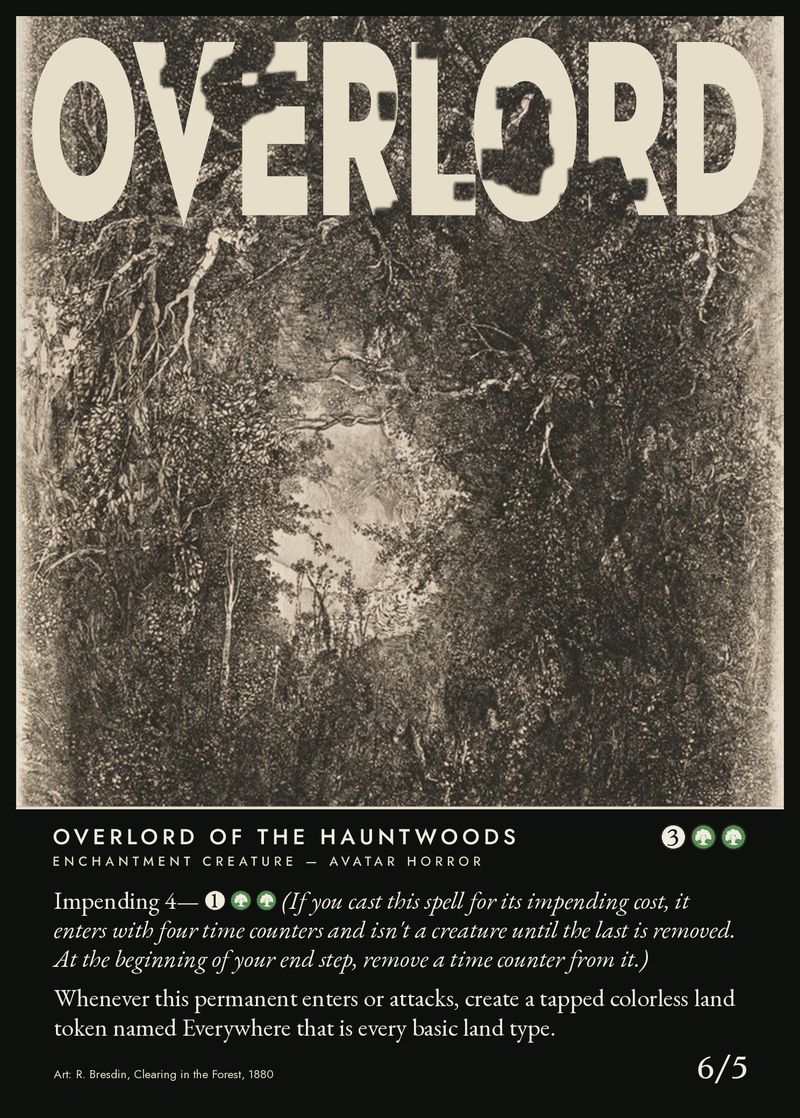 OVERLORD
OVERLORD OF THE HAUNTWOODS 3
ENCHANTMENT CREATURE — AVATAR HORROR
Impending 4— 1 (If you cast this spell for its impending cost, it
enters with four time counters and isn't a creature until the last is removed.
At the beginning of your end step, remove a time counter from it.)
Whenever this permanent enters or attacks, create a tapped colorless land
token named Everywhere that is every basic land type.
Art: R. Bresdin, Clearing in the Forest, 1880
6/5